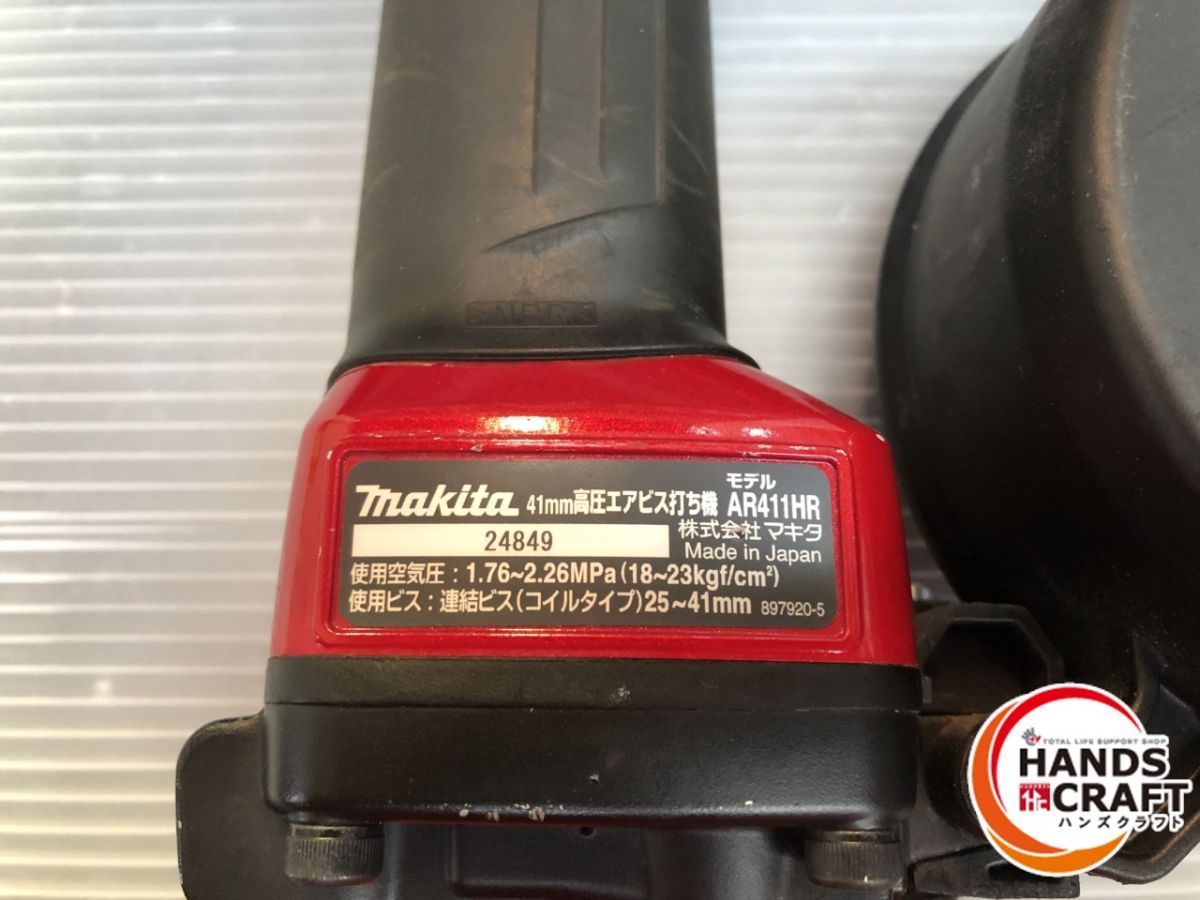 makita 41mm高圧エアビス打ち機 モデル AR411HR
24849
株式会社 マキタ
Made in Japan
使用空気圧：1.76~2.26MPa(18~23kgf/cm²)
使用ビス：連結ビス(コイルタイプ)25~41mm 897920-5
TOTAL LIFE SUPPORT SHOP
HANDS
CRAFT
ハンズクラフト